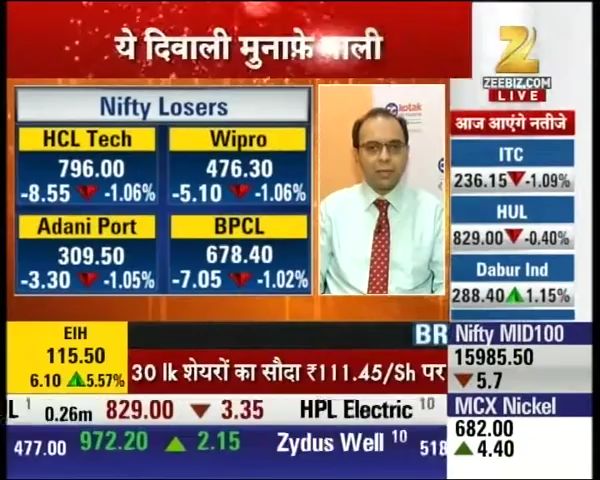 ये दिवाली मुनाफ़े वाली
ZEEBIZ.COM
LIVE
Nifty Losers
HCL Tech
796.00
-8.55 -1.06%
Wipro
476.30
-5.10 -1.06%
Adani Port
309.50
-3.30 -1.05%
BPCL
678.40
-7.05 -1.02%
kotak
आज आएंगे नतीजे
ITC
236.15 -1.09%
HUL
829.00 -0.40%
Dabur Ind
288.40 1.15%
EIH
115.50
6.10 5.57%
BR
30 lk शेयरों का सौदा ₹111.45/Sh पर
Nifty MID100
15985.50
5.7
MCX Nickel
682.00
4.40
L 1 0.26m 829.00 3.35 HPL Electric 10
477.00 972.20 2.15 Zydus Well 10 518